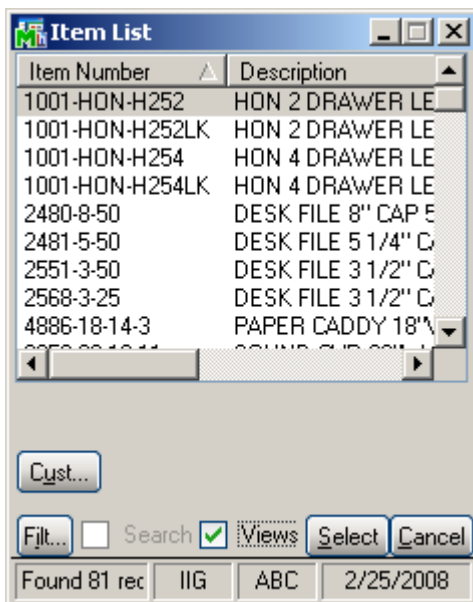 Item List
Item Number Description
1001-HON-H252 HON 2 DRAWER LE
1001-HON-H252LK HON 2 DRAWER LE
1001-HON-H254 HON 4 DRAWER LE
1001-HON-H254LK HON 4 DRAWER LE
2480-8-50 DESK FILE 8" CAP 5
2481-5-50 DESK FILE 5 1/4" CA
2551-3-50 DESK FILE 3 1/2" CA
2568-3-25 DESK FILE 3 1/2" CA
4886-18-14-3 PAPER CADDY 18"W
Cust...
Filt... Search Views Select Cancel
Found 81 rec IIG ABC 2/25/2008